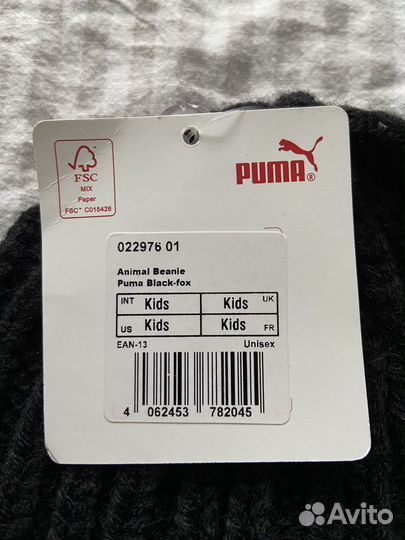 FSC
MIX
Paper
FSC™ C015426
PUMA®
022976 01
Animal Beanie
Puma Black-fox
INT Kids Kids UK
US Kids Kids FR
EAN-13 Unisex
4 062453 782045
Avito